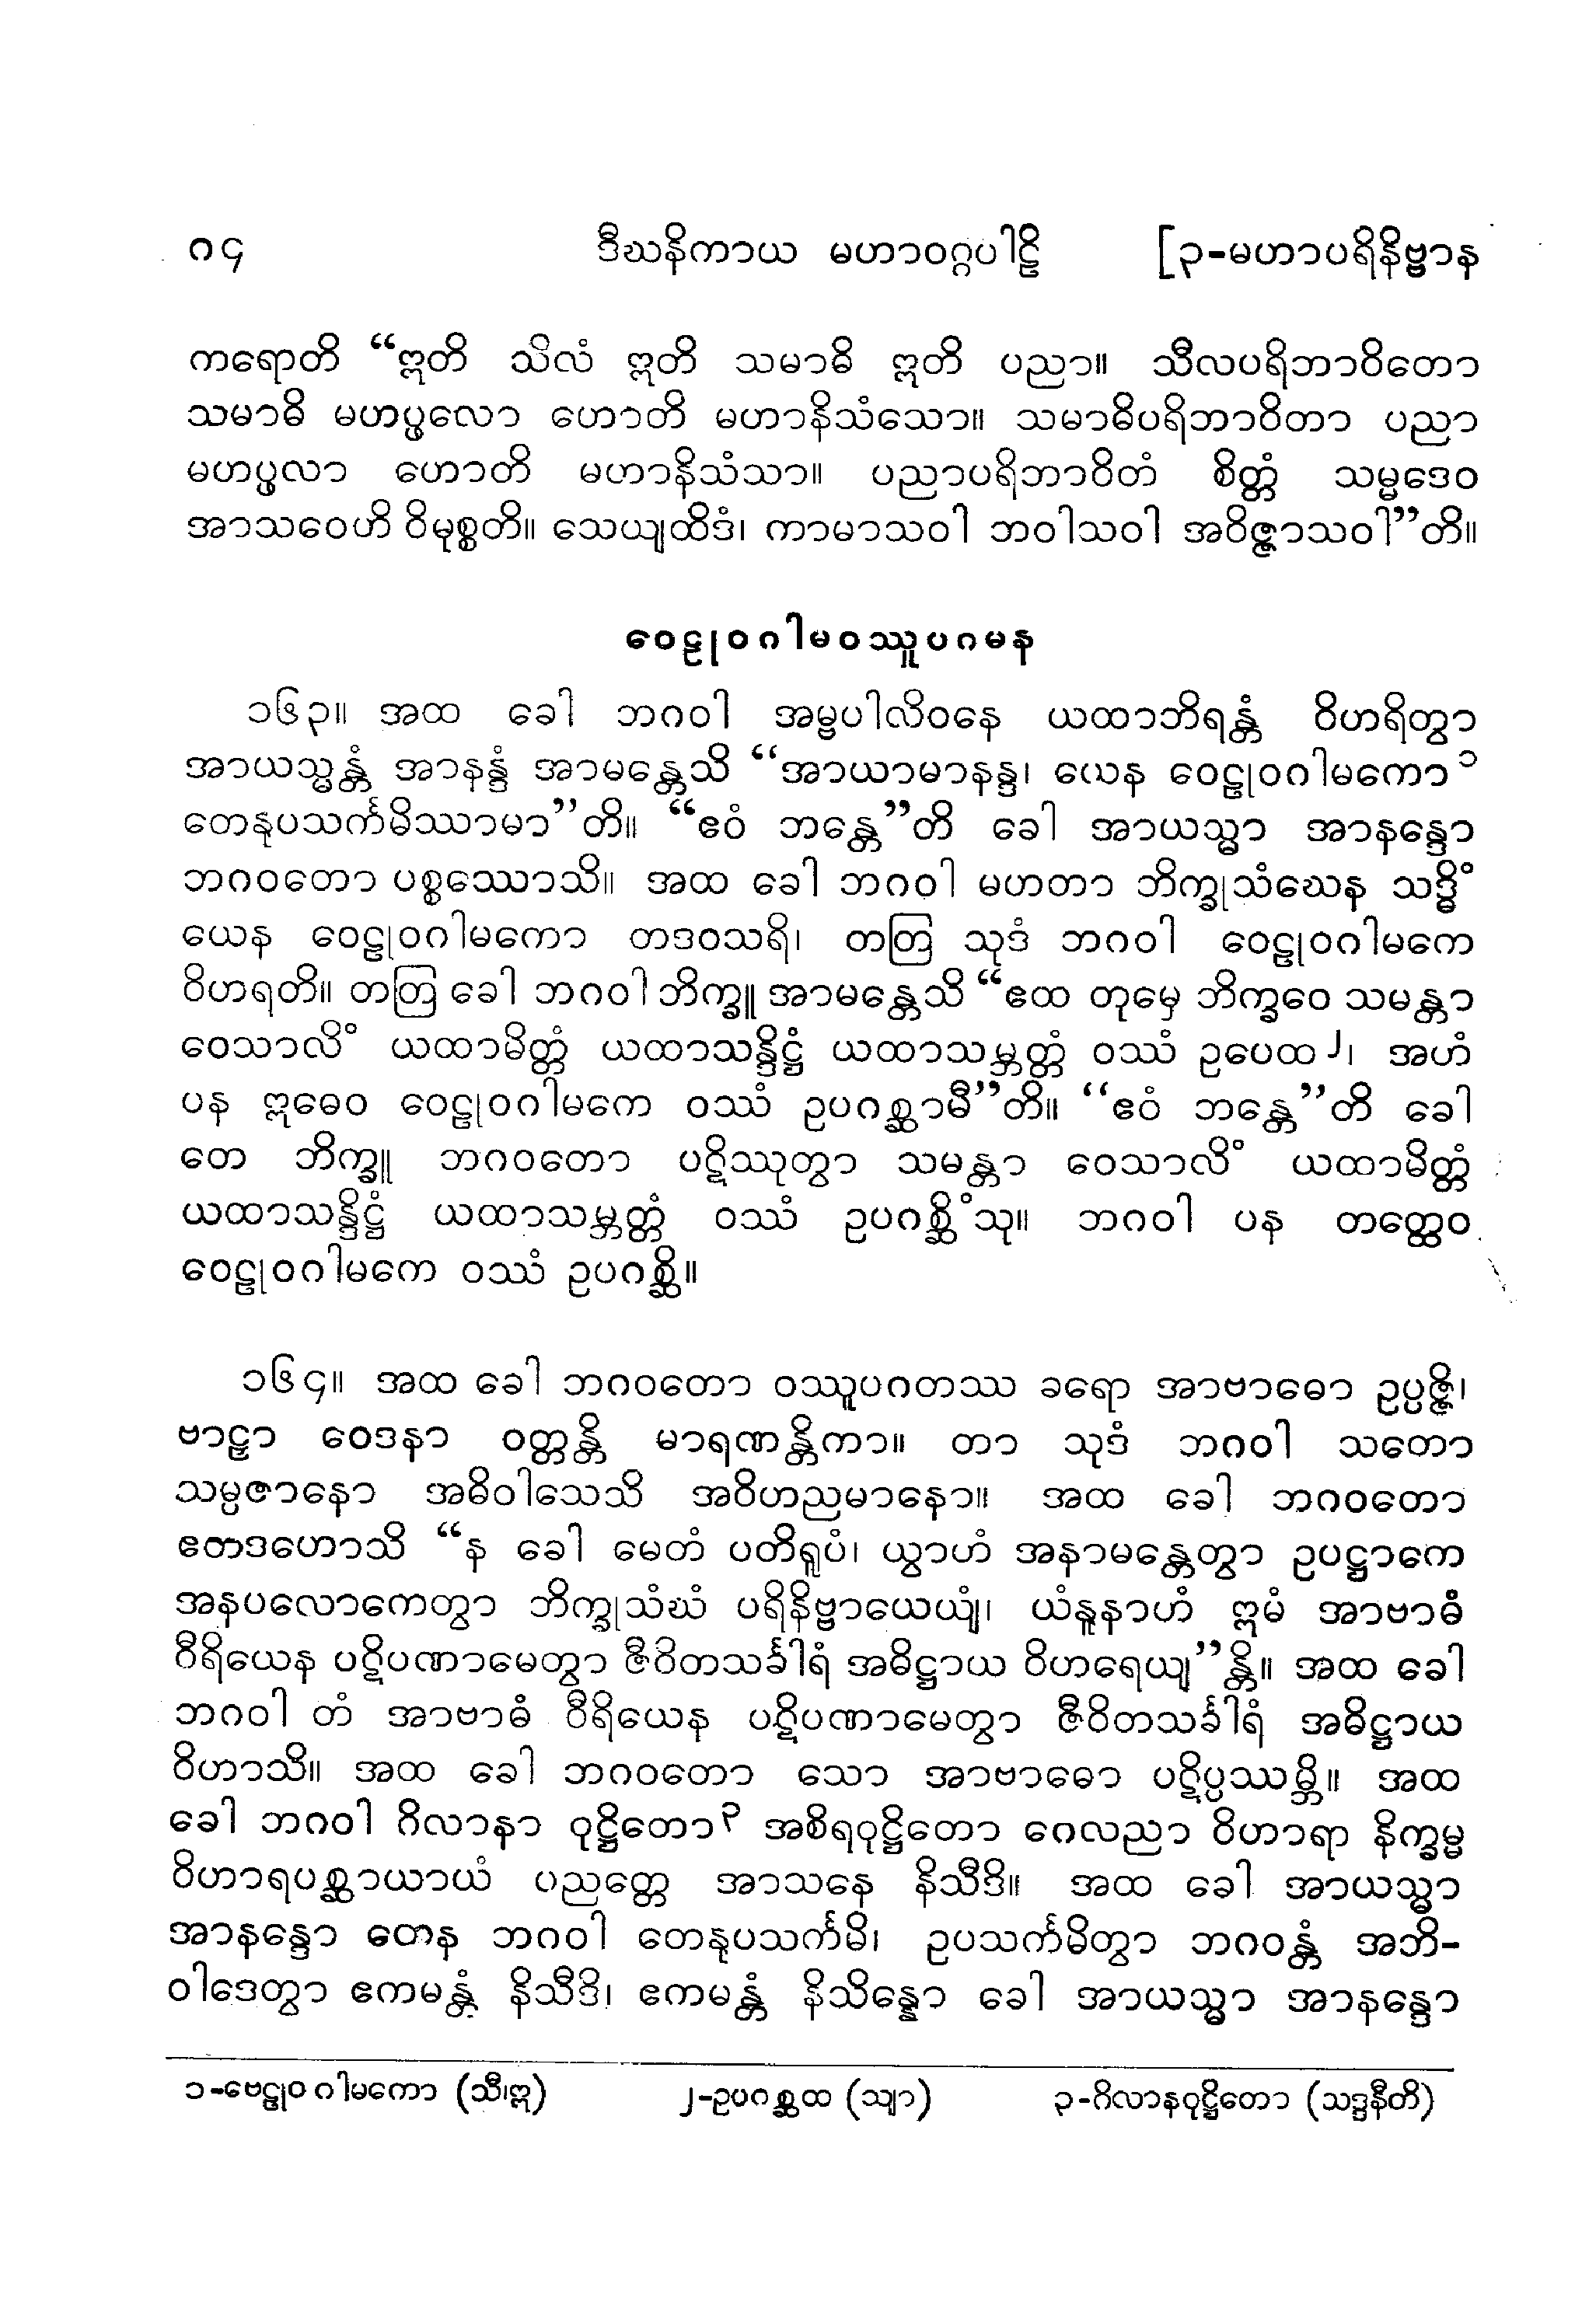 ၈၄ ဒီဃနိကာယ မဟာဝဂ္ဂပါဠိ [၃-မဟာပရိနိဗ္ဗာန
ကရောတိ “ဣတိ သိလံ ဣတိ သမာဓိ ဣတိ ပညာ။ သီလပရိဘာဝိတော
သမာဓိ မဟပ္ဖလော ဟောတိ မဟာနိသံသော။ သမာဓိပရိဘာဝိတာ ပညာ
မဟပ္ဖလာ ဟောတိ မဟာနိသံသာ။ ပညာပရိဘာဝိတံ စိတ္တံ သမ္မဒေဝ
အာသဝေဟိ ဝိမုစ္စတိ။ သေယျထိဒံ၊ ကာမာသဝါ ဘဝါသဝါ အဝိဇ္ဇာသဝါ”တိ။
ဝေဠုဝဂါမဝဿူပဂမန
၁၆၃။ အထ ခေါ ဘဂဝါ အမ္ဗပါလိဝနေ ယထာဘိရန္တံ ဝိဟရိတွာ
အာယသ္မန္တံ အာနန္ဒံ အာမန္တေသိ “အာယာမာနန္ဒ၊ ယေန ဝေဠုဝဂါမကော၁
တေနုပသင်္ကမိဿာမာ”တိ။ “ဧဝံ ဘန္တေ”တိ ခေါ အာယသ္မာ အာနန္ဒော
ဘဂဝတော ပစ္စဿောသိ။ အထ ခေါ ဘဂဝါ မဟတာ ဘိက္ခုသံဃေန သဒ္ဓိံ
ယေန ဝေဠုဝဂါမကော တဒဝသရိ၊ တတြ သုဒံ ဘဂဝါ ဝေဠုဝဂါမကေ
ဝိဟရတိ။ တတြ ခေါ ဘဂဝါ ဘိက္ခူ အာမန္တေသိ “ဧထ တုမှေ ဘိက္ခဝေ သမန္တာ
ဝေသာလိံ ယထာမိတ္တံ ယထာသန္ဒိဋ္ဌံ ယထာသမ္ဘတ္တံ ဝဿံ ဥပေထ၂၊ အဟံ
ပန ဣဓေဝ ဝေဠုဝဂါမကေ ဝဿံ ဥပဂစ္ဆာမီ”တိ။ “ဧဝံ ဘန္တေ”တိ ခေါ
တေ ဘိက္ခူ ဘဂဝတော ပဋိဿုတွာ သမန္တာ ဝေသာလိံ ယထာမိတ္တံ
ယထာသန္ဒိဋ္ဌံ ယထာသမ္ဘတ္တံ ဝဿံ ဥပဂစ္ဆိံသု။ ဘဂဝါ ပန တတ္ထေဝ
ဝေဠုဝဂါမကေ ဝဿံ ဥပဂစ္ဆိ။
၁၆၄။ အထ ခေါ ဘဂဝတော ဝဿူပဂတဿ ခရော အာဗာဓော ဥပ္ပဇ္ဇိ၊
ဗာဠှာ ဝေဒနာ ဝတ္တန္တိ မာရဏန္တိကာ။ တာ သုဒံ ဘဂဝါ သတော
သမ္ပဇာနော အဓိဝါသေသိ အဝိဟညမာနော။ အထ ခေါ ဘဂဝတော
ဧတဒဟောသိ “န ခေါ မေတံ ပတိရူပံ၊ ယွာဟံ အနာမန္တေတွာ ဥပဋ္ဌာကေ
အနပလောကေတွာ ဘိက္ခုသံဃံ ပရိနိဗ္ဗာယေယျံ၊ ယံနူနာဟံ ဣမံ အာဗာဓံ
ဝီရိယေန ပဋိပဏာမေတွာ ဇီဝိတသင်္ခါရံ အဓိဋ္ဌာယ ဝိဟရေယျ”န္တိ။ အထ ခေါ
ဘဂဝါ တံ အာဗာဓံ ဝီရိယေန ပဋိပဏာမေတွာ ဇီဝိတသင်္ခါရံ အဓိဋ္ဌာယ
ဝိဟာသိ။ အထ ခေါ ဘဂဝတော သော အာဗာဓော ပဋိပ္ပဿမ္ဘိ။ အထ
ခေါ ဘဂဝါ ဂိလာနာ ဝုဋ္ဌိတော၃ အစိရဝုဋ္ဌိတော ဂေလညာ ဝိဟာရာ နိက္ခမ္မ
ဝိဟာရပစ္ဆာယာယံ ပညတ္တေ အာသနေ နိသီဒိ။ အထ ခေါ အာယသ္မာ
အာနန္ဒော တေန ဘဂဝါ တေနုပသင်္ကမိ၊ ဥပသင်္ကမိတွာ ဘဂဝန္တံ အဘိ-
ဝါဒေတွာ ဧကမန္တံ နိသီဒိ၊ ဧကမန္တံ နိသိန္နော ခေါ အာယသ္မာ အာနန္ဒော
၁-ဗေဠုဝ ဂါမကော (သီ၊ဣ) ၂-ဥပဂစ္ဆထ (သျာ) ၃-ဂိလာနဝုဋ္ဌိတော (သဒ္ဒနီတိ)